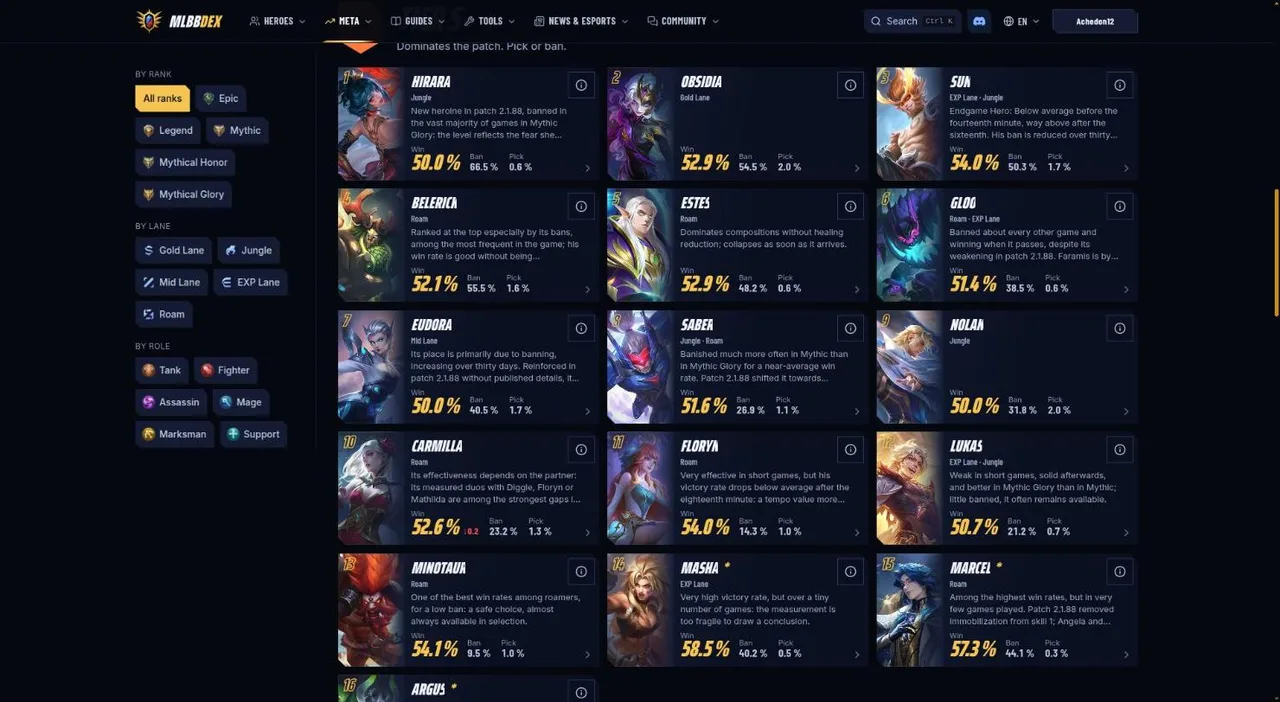 MLBBDEX
HEROES
META
GUIDES
TOOLS
NEWS & ESPORTS
COMMUNITY
Search Ctrl K
EN
Achedon12
Dominates the patch. Pick or ban.
BY RANK
All ranks
Epic
Legend
Mythic
Mythical Honor
Mythical Glory
BY LANE
Gold Lane
Jungle
Mid Lane
EXP Lane
Roam
BY ROLE
Tank
Fighter
Assassin
Mage
Marksman
Support
1
HIRARA
Jungle
New heroine in patch 2.1.88, banned in
the vast majority of games in Mythic
Glory: the level reflects the fear she...
Win Ban Pick
50.0 % 66.5 % 0.6 %
2
OBSIDIA
Gold Lane
Win Ban Pick
52.9 % 54.5 % 2.0 %
3
SUN
EXP Lane · Jungle
Endgame Hero: Below average before the
fourteenth minute, way above after the
sixteenth. His ban is reduced over thirty...
Win Ban Pick
54.0 % 50.3 % 1.7 %
4
BELERICK
Roam
Ranked at the top especially by its bans,
among the most frequent in the game; his
win rate is good without being...
Win Ban Pick
52.1 % 55.5 % 1.6 %
5
ESTES
Roam
Dominates compositions without healing
reduction; collapses as soon as it arrives.
Win Ban Pick
52.9 % 48.2 % 0.6 %
6
GLOO
Roam · EXP Lane
Banned about every other game and
winning when it passes, despite its
weakening in patch 2.1.88. Faramis is by...
Win Ban Pick
51.4 % 38.5 % 0.6 %
7
EUDORA
Mid Lane
Its place is primarily due to banning,
increasing over thirty days. Reinforced in
patch 2.1.88 without published details, it...
Win Ban Pick
50.0 % 40.5 % 1.7 %
8
SABER
Jungle · Roam
Banished much more often in Mythic than
in Mythic Glory for a near-average win
rate. Patch 2.1.88 shifted it towards...
Win Ban Pick
51.6 % 26.9 % 1.1 %
9
NOLAN
Jungle
Win Ban Pick
50.0 % 31.8 % 2.0 %
10
CARMILLA
Roam
Its effectiveness depends on the partner:
Its measured duos with Diggle, Floryn or
Mathilda are among the strongest gaps i...
Win Ban Pick
52.6 % ↓0.2 23.2 % 1.3 %
11
FLORYN
Roam
Very effective in short games, but his
victory rate drops below average after the
eighteenth minute: a tempo value more...
Win Ban Pick
54.0 % 14.3 % 1.0 %
12
LUKAS
EXP Lane · Jungle
Weak in short games, solid afterwards,
and better in Mythic Glory than in Mythic;
little banned, it often remains available.
Win Ban Pick
50.7 % 21.2 % 0.7 %
13
MINOTAUR
Roam
One of the best win rates among roamers,
for a low ban: a safe choice, almost
always available in selection.
Win Ban Pick
54.1 % 9.5 % 1.0 %
14
MASHA *
EXP Lane
Very high victory rate, but over a tiny
number of games: the measurement is
too fragile to draw a conclusion.
Win Ban Pick
58.5 % 40.2 % 0.5 %
15
MARCEL *
Roam
Among the highest win rates, but in very
few games played. Patch 2.1.88 removed
immobilization from skill 1; Angela and...
Win Ban Pick
57.3 % 44.1 % 0.3 %
16
ARGUS *